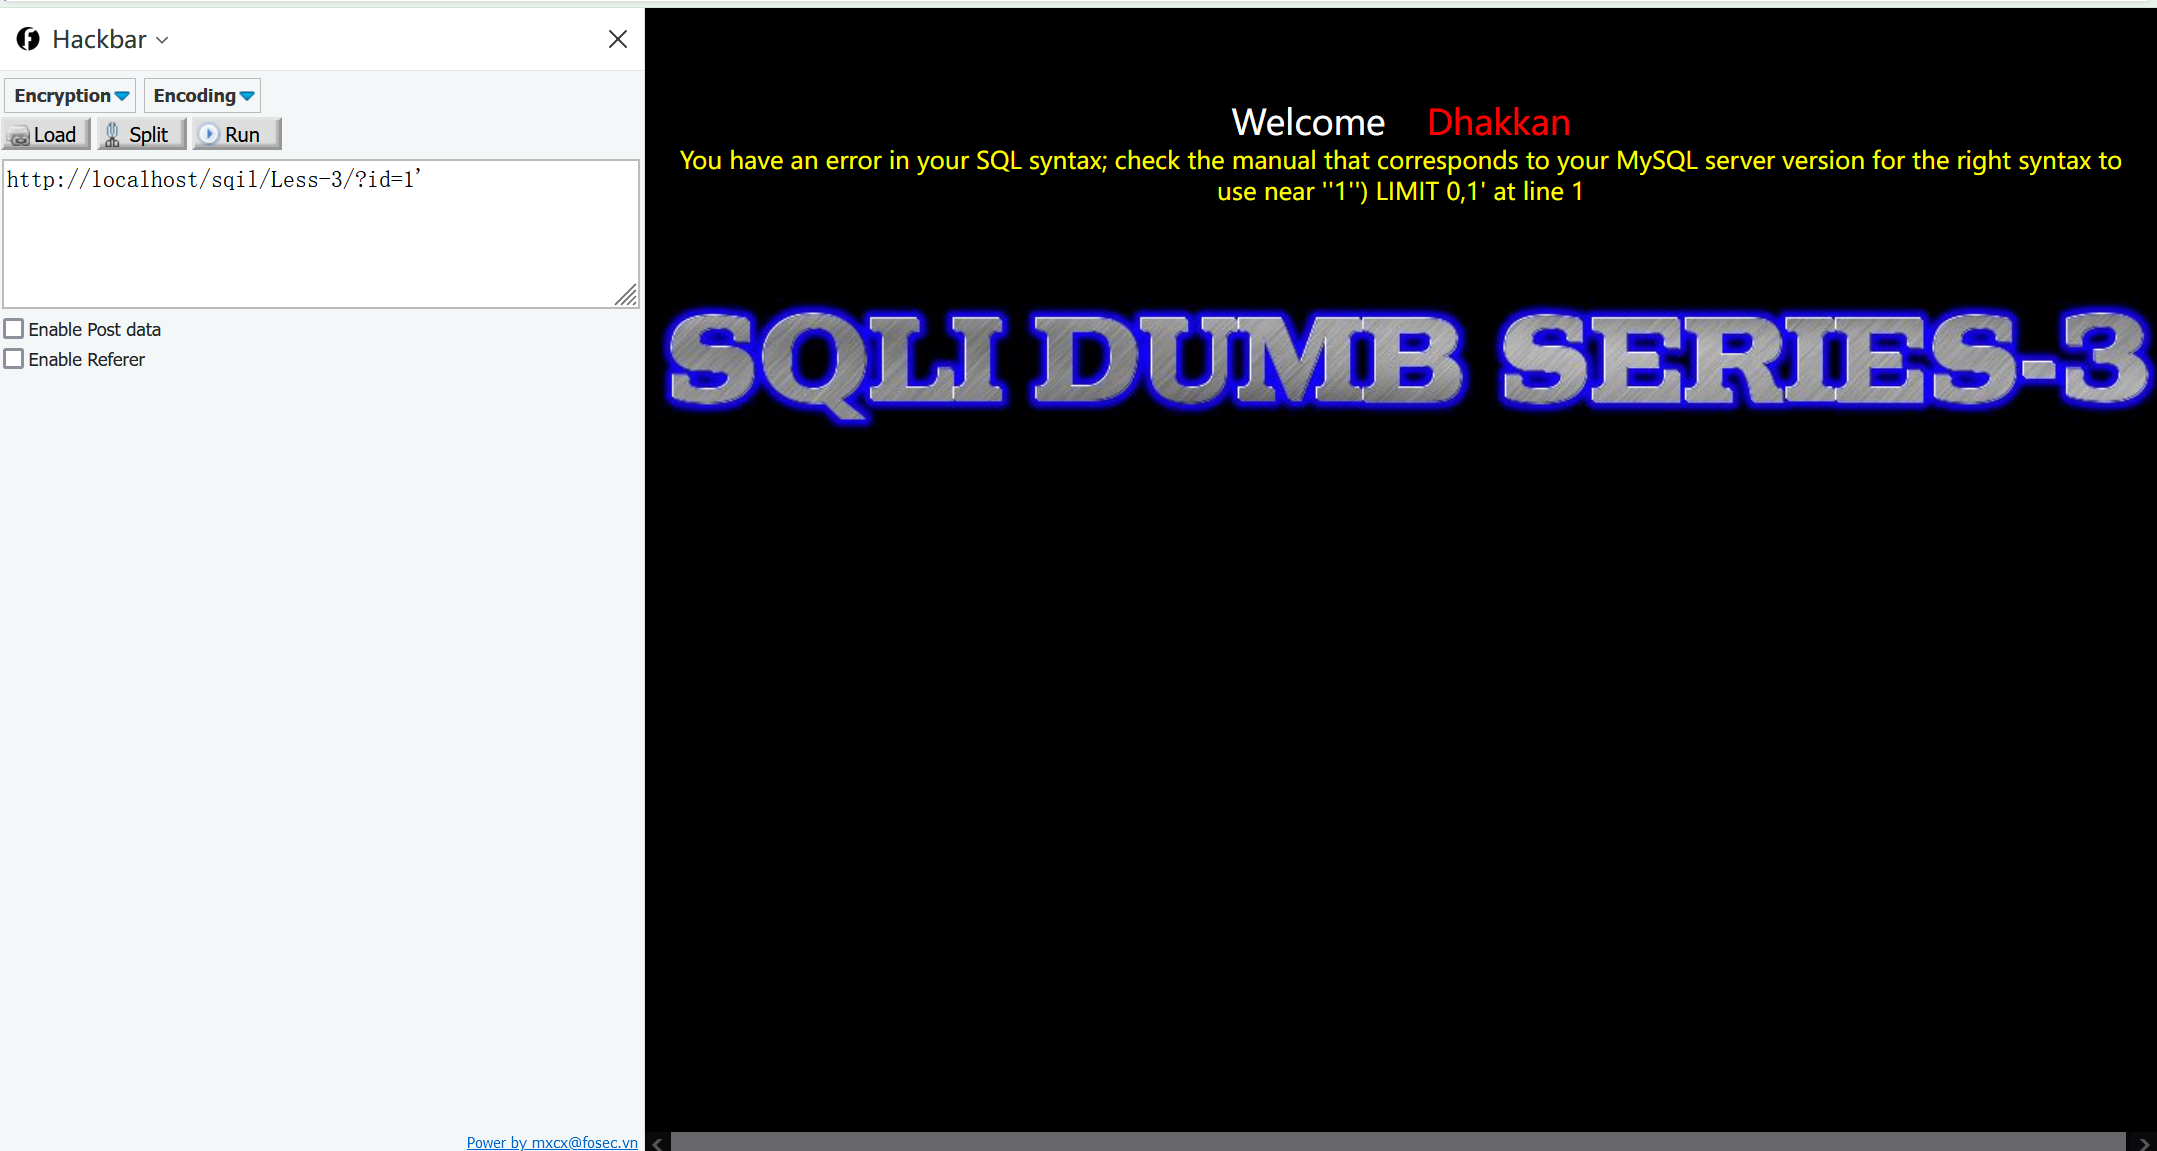 Hackbar
Encryption Encoding
Load Split Run
http://localhost/sqil/Less-3/?id=1'
Enable Post data
Enable Referer
Power by mxcx@fosec.vn
Welcome Dhakkan
You have an error in your SQL syntax; check the manual that corresponds to your MySQL server version for the right syntax to
use near ''1'') LIMIT 0,1' at line 1
SQLI DUMB SERIES-3